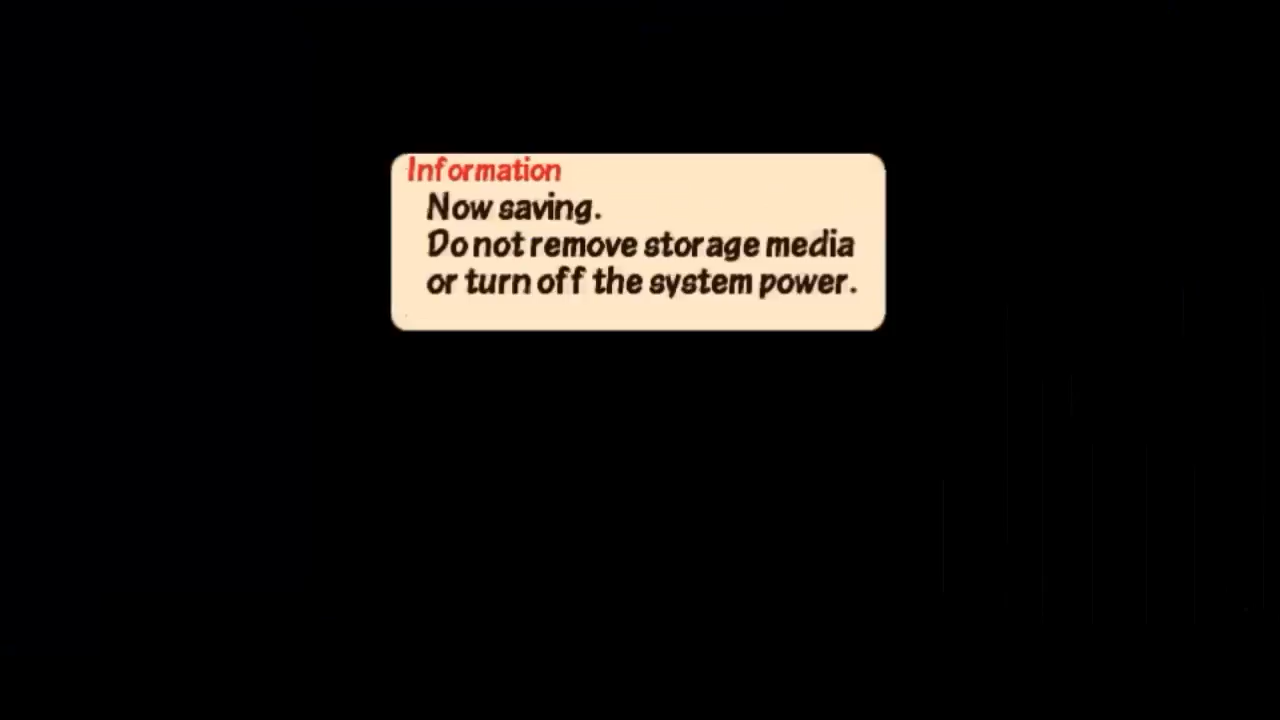 Information
Now saving.
Do not remove storage media
or turn off the system power.